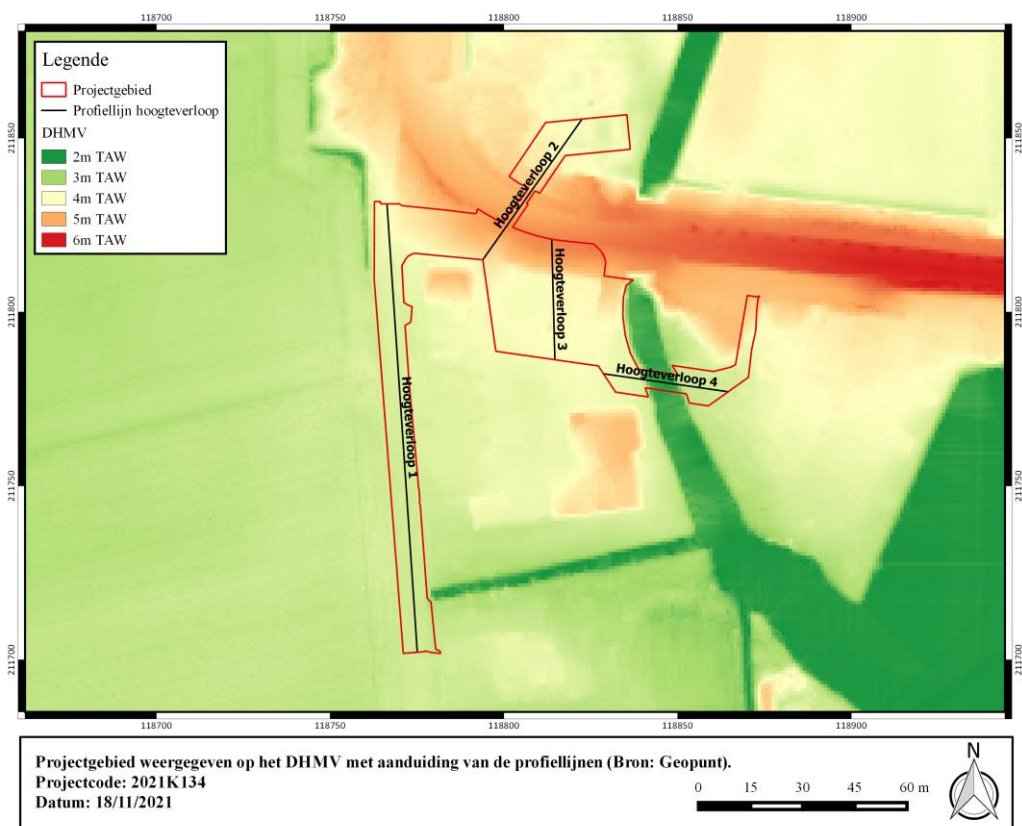 118700 118750 118800 118850 118900
Legende
Projectgebied
Profiellijn hoogteverloop
DHMV
2m TAW
3m TAW
4m TAW
5m TAW
6m TAW
211850 211850
211800 211800
211750 211750
211700 211700
Hoogteverloop 2
Hoogteverloop 3
Hoogteverloop 4
Hoogteverloop 1
118700 118750 118800 118850 118900
Projectgebied weergegeven op het DHMV met aanduiding van de profiellijnen (Bron: Geopunt).
Projectcode: 2021K134
Datum: 18/11/2021
0 15 30 45 60 m
N